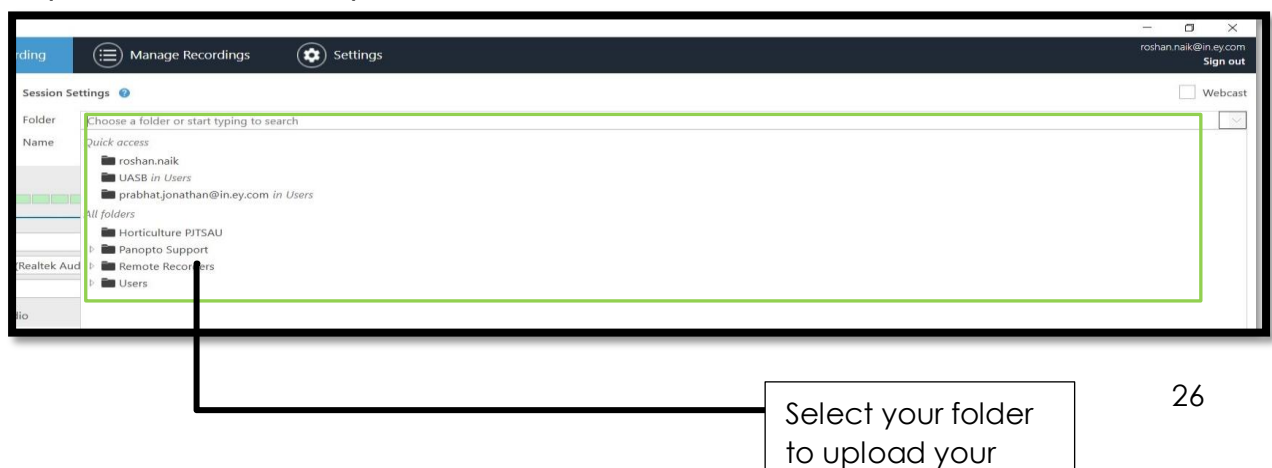 rding Manage Recordings Settings roshan.naik@in.ey.com
Sign out
Session Settings Webcast
Folder Choose a folder or start typing to search
Name Quick access
roshan.naik
UASB in Users
prabhat.jonathan@in.ey.com in Users
All folders
Horticulture PJTSAU
Panopto Support
(Realtek Aud Remote Recorders
Users
dio
26
Select your folder
to upload your